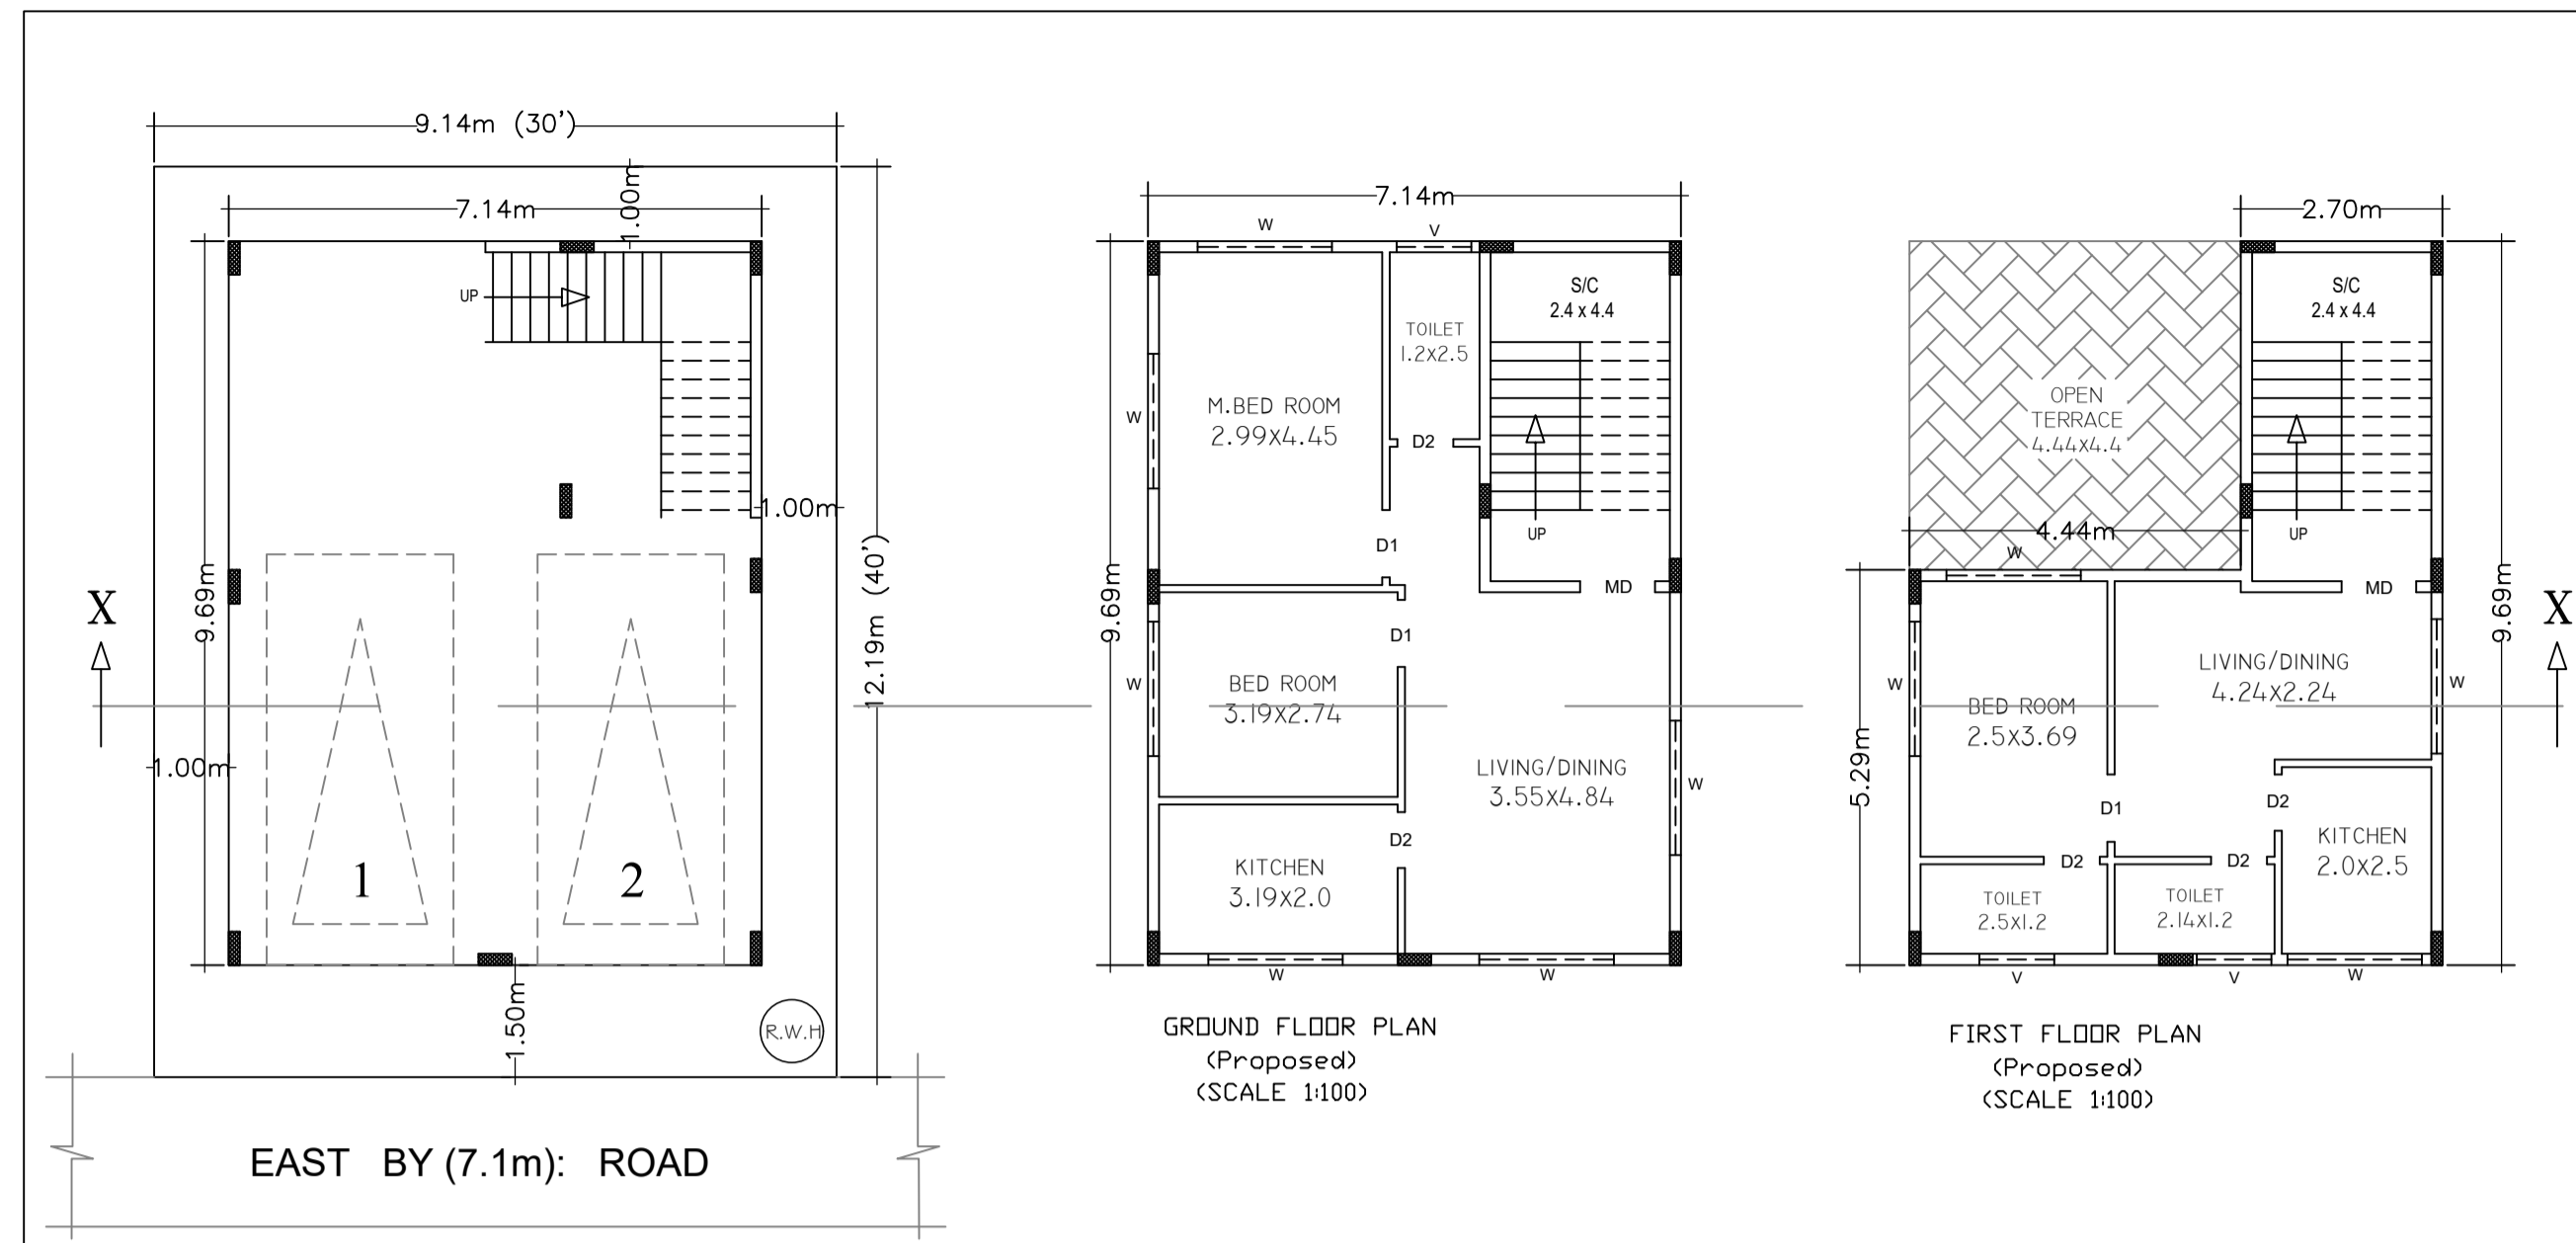 9.14m (30')
7.14m
1.00m
UP
1.00m
9.69m
12.19m (40')
X
1.00m
1
2
1.50m
R.W.H
EAST BY (7.1m): ROAD
7.14m
W
V
S/C
2.4 x 4.4
TOILET
1.2X2.5
M.BED ROOM
2.99X4.45
W
D2
UP
D1
MD
9.69m
D1
BED ROOM
3.19X2.74
W
LIVING/DINING
3.55X4.84
W
D2
KITCHEN
3.19X2.0
W
W
GROUND FLOOR PLAN
(Proposed)
(SCALE 1:100)
2.70m
S/C
2.4 x 4.4
OPEN
TERRACE
4.44X4.4
4.44m
UP
W
MD
9.69m
X
LIVING/DINING
4.24X2.24
W
W
BED ROOM
2.5X3.69
5.29m
D1
D2
KITCHEN
2.0X2.5
D2
D2
TOILET
2.5X1.2
TOILET
2.14X1.2
V
V
W
FIRST FLOOR PLAN
(Proposed)
(SCALE 1:100)